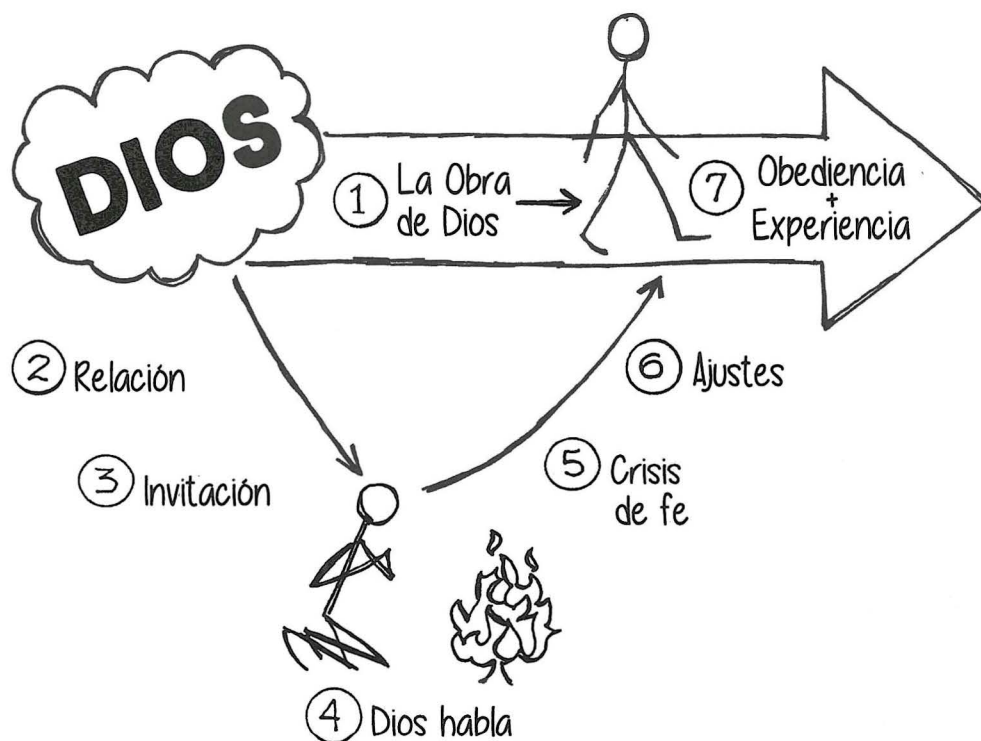 DIOS
1 La Obra
de Dios
7 Obediencia
+
Experiencia
2 Relación
6 Ajustes
3 Invitación
5 Crisis
de fe
4 Dios habla